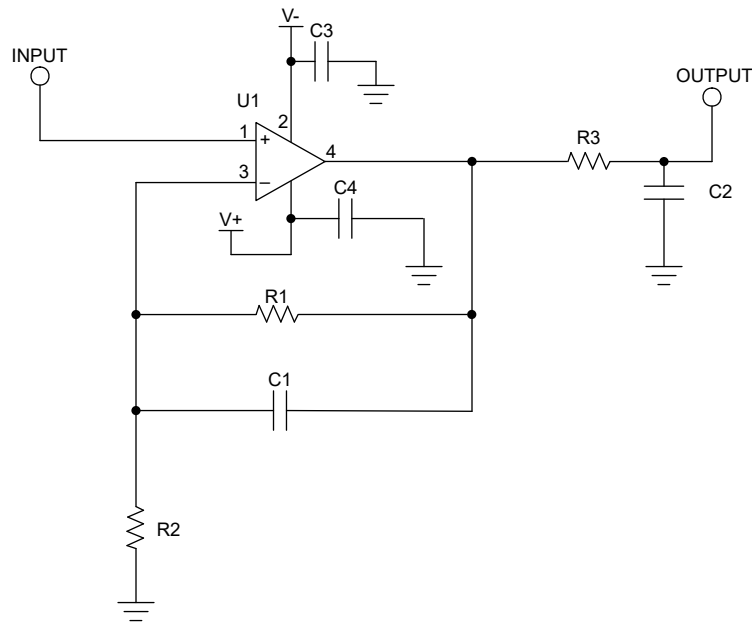 V-
C3
INPUT
OUTPUT
U1
2
1
+
R3
4
3
–
C4
C2
V+
R1
C1
R2